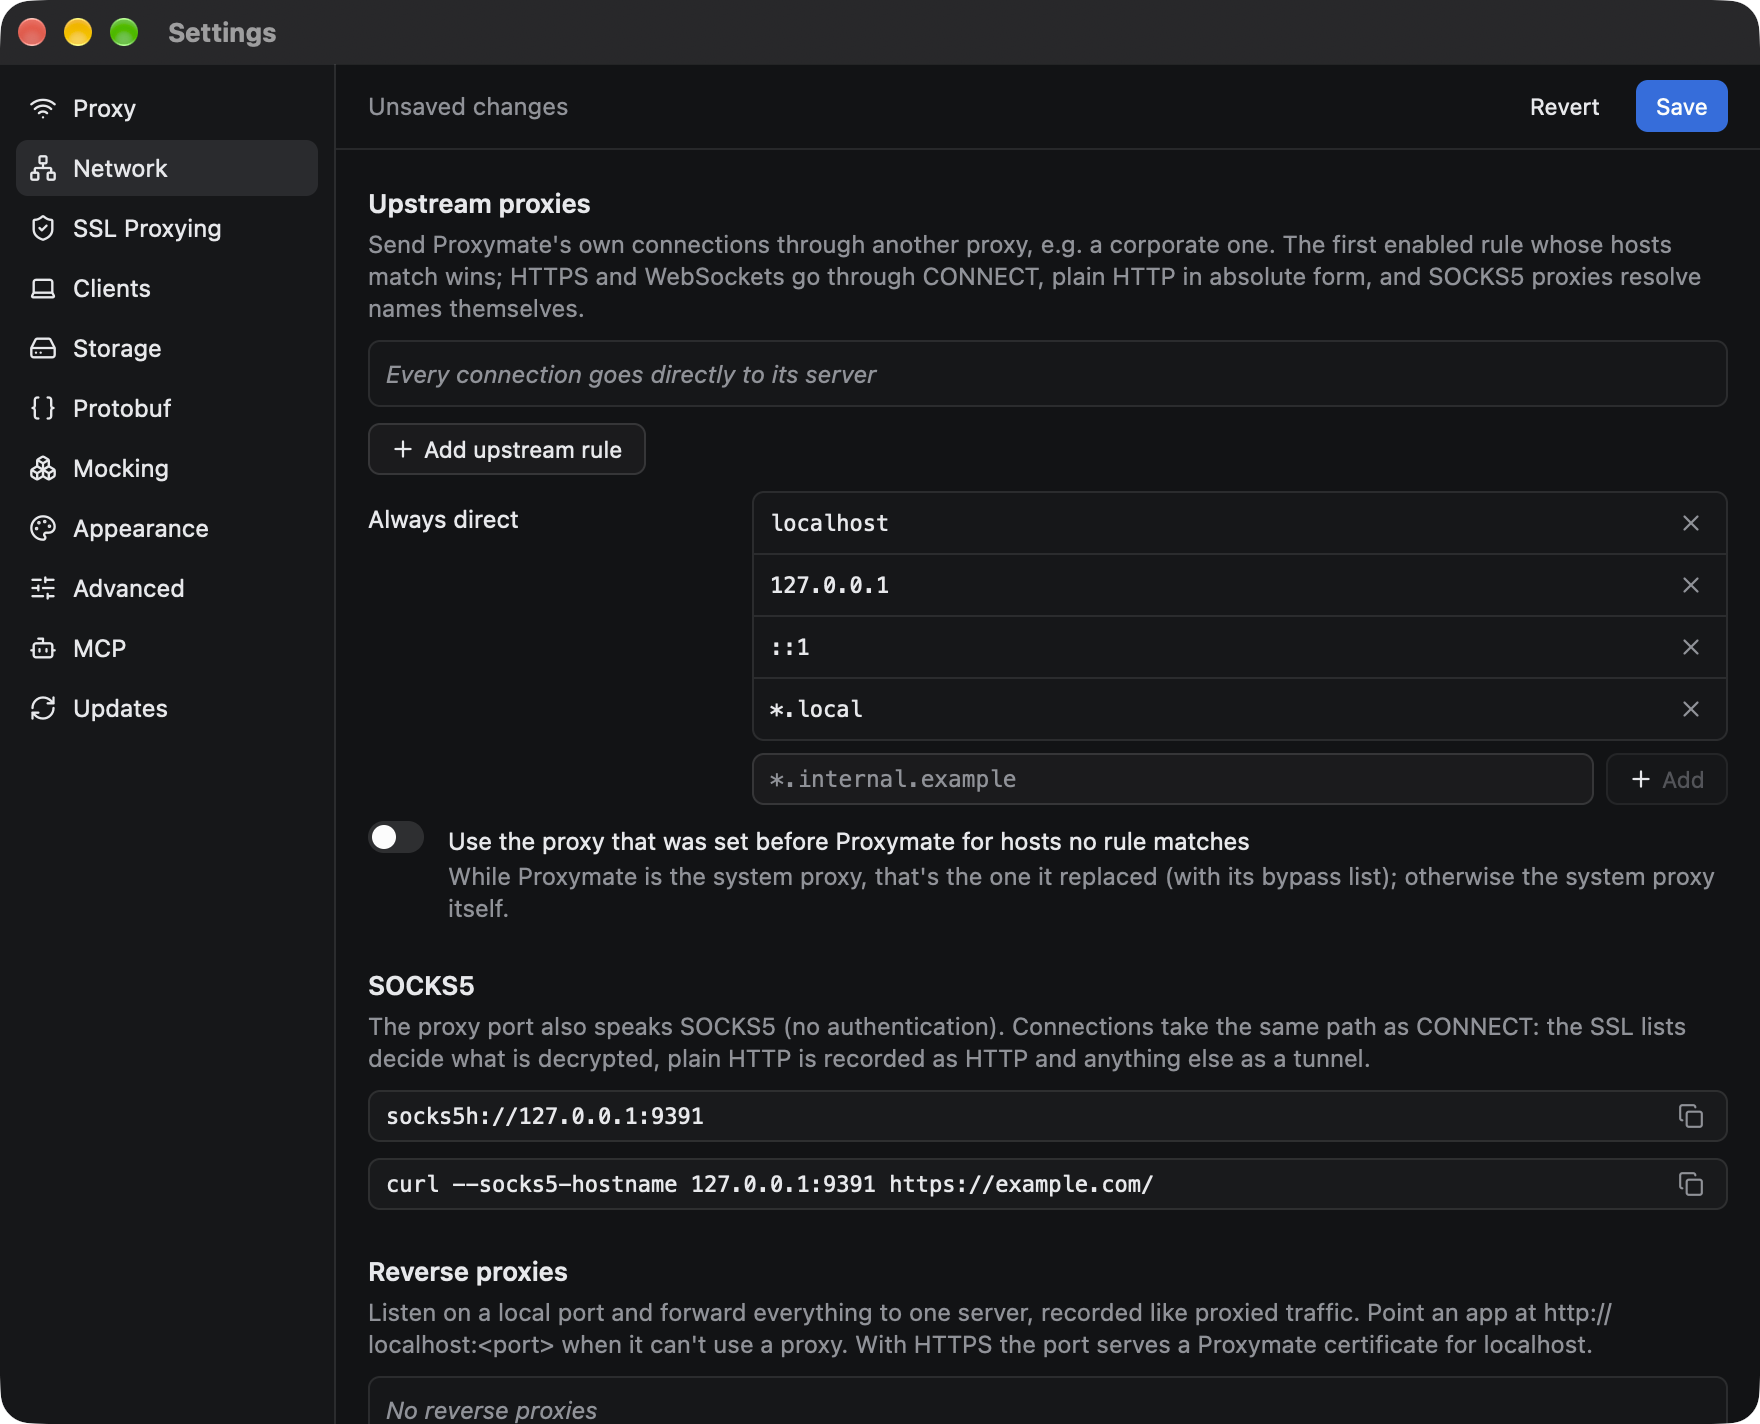 Settings
Proxy
Network
SSL Proxying
Clients
Storage
Protobuf
Mocking
Appearance
Advanced
MCP
Updates
Unsaved changes
Revert
Save
Upstream proxies
Send Proxymate's own connections through another proxy, e.g. a corporate one. The first enabled rule whose hosts
match wins; HTTPS and WebSockets go through CONNECT, plain HTTP in absolute form, and SOCKS5 proxies resolve
names themselves.
Every connection goes directly to its server
Add upstream rule
Always direct
localhost
127.0.0.1
::1
*.local
*.internal.example
Add
Use the proxy that was set before Proxymate for hosts no rule matches
While Proxymate is the system proxy, that's the one it replaced (with its bypass list); otherwise the system proxy
itself.
SOCKS5
The proxy port also speaks SOCKS5 (no authentication). Connections take the same path as CONNECT: the SSL lists
decide what is decrypted, plain HTTP is recorded as HTTP and anything else as a tunnel.
socks5h://127.0.0.1:9391
curl --socks5-hostname 127.0.0.1:9391 https://example.com/
Reverse proxies
Listen on a local port and forward everything to one server, recorded like proxied traffic. Point an app at http://
localhost:<port> when it can't use a proxy. With HTTPS the port serves a Proxymate certificate for localhost.
No reverse proxies